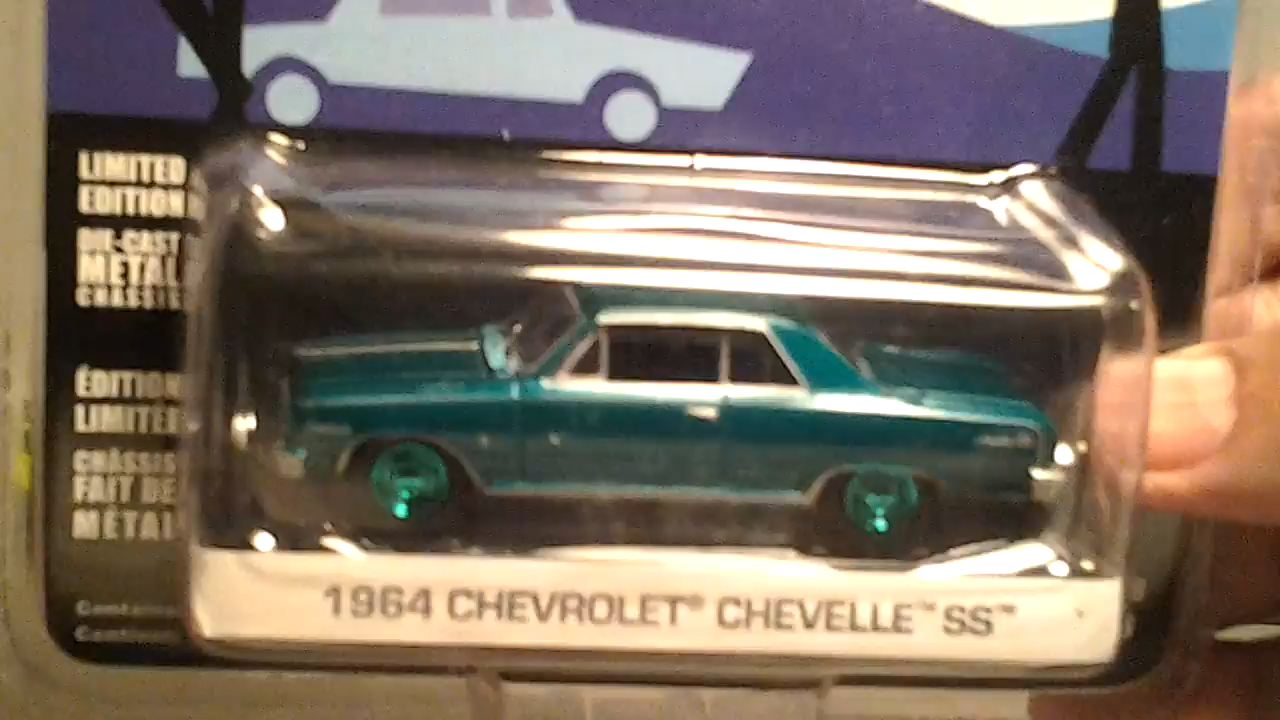 LIMITED
EDITION
DIE-CAST
METAL
CHASSIS
ÉDITION
LIMITÉE
CHÂSSIS
FAIT DE
MÉTAL
1964 CHEVROLET® CHEVELLE™ SS™